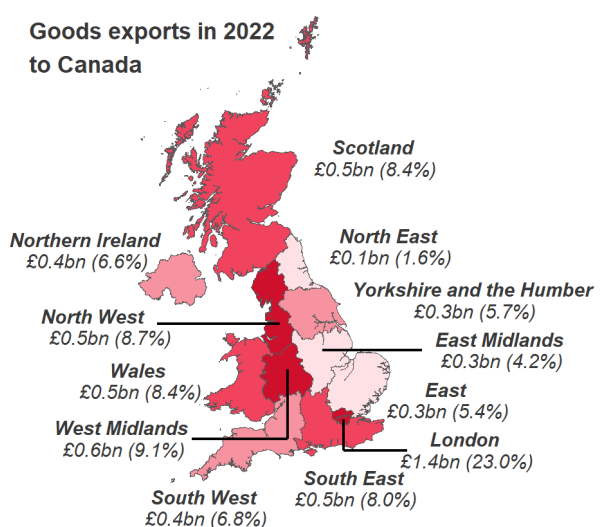 Goods exports in 2022
to Canada
Scotland
£0.5bn (8.4%)
Northern Ireland
£0.4bn (6.6%)
North East
£0.1bn (1.6%)
Yorkshire and the Humber
£0.3bn (5.7%)
North West
£0.5bn (8.7%)
East Midlands
£0.3bn (4.2%)
Wales
£0.5bn (8.4%)
East
£0.3bn (5.4%)
West Midlands
£0.6bn (9.1%)
London
£1.4bn (23.0%)
South East
£0.5bn (8.0%)
South West
£0.4bn (6.8%)